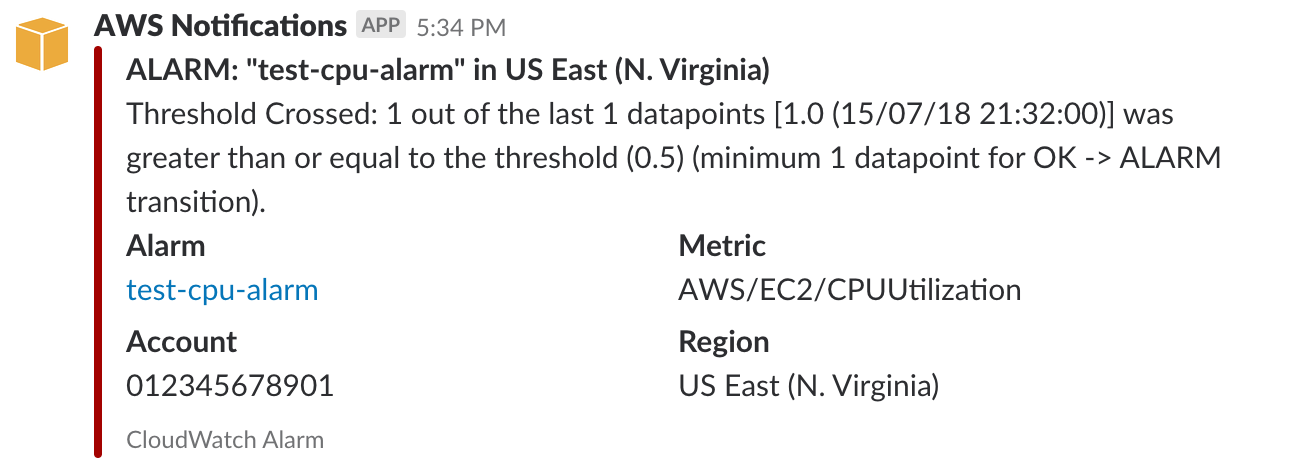 AWS Notifications APP 5:34 PM
ALARM: "test-cpu-alarm" in US East (N. Virginia)
Threshold Crossed: 1 out of the last 1 datapoints [1.0 (15/07/18 21:32:00)] was
greater than or equal to the threshold (0.5) (minimum 1 datapoint for OK -> ALARM
transition).
Alarm Metric
test-cpu-alarm AWS/EC2/CPUUtilization
Account Region
012345678901 US East (N. Virginia)
CloudWatch Alarm